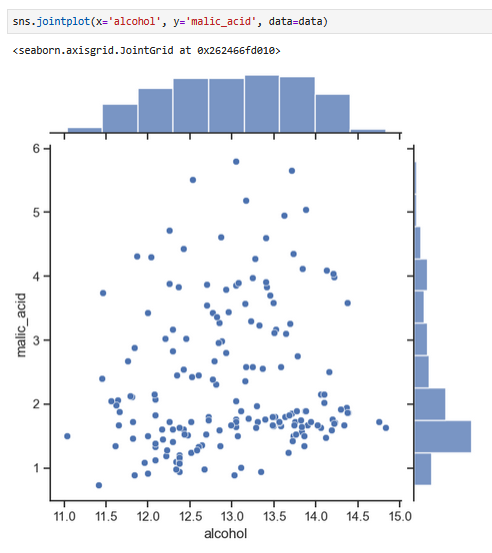 sns.jointplot(x='alcohol', y='malic_acid', data=data)
<seaborn.axisgrid.JointGrid at 0x262466fd010>
6
5
4
3
2
1
malic_acid
11.0 11.5 12.0 12.5 13.0 13.5 14.0 14.5 15.0
alcohol